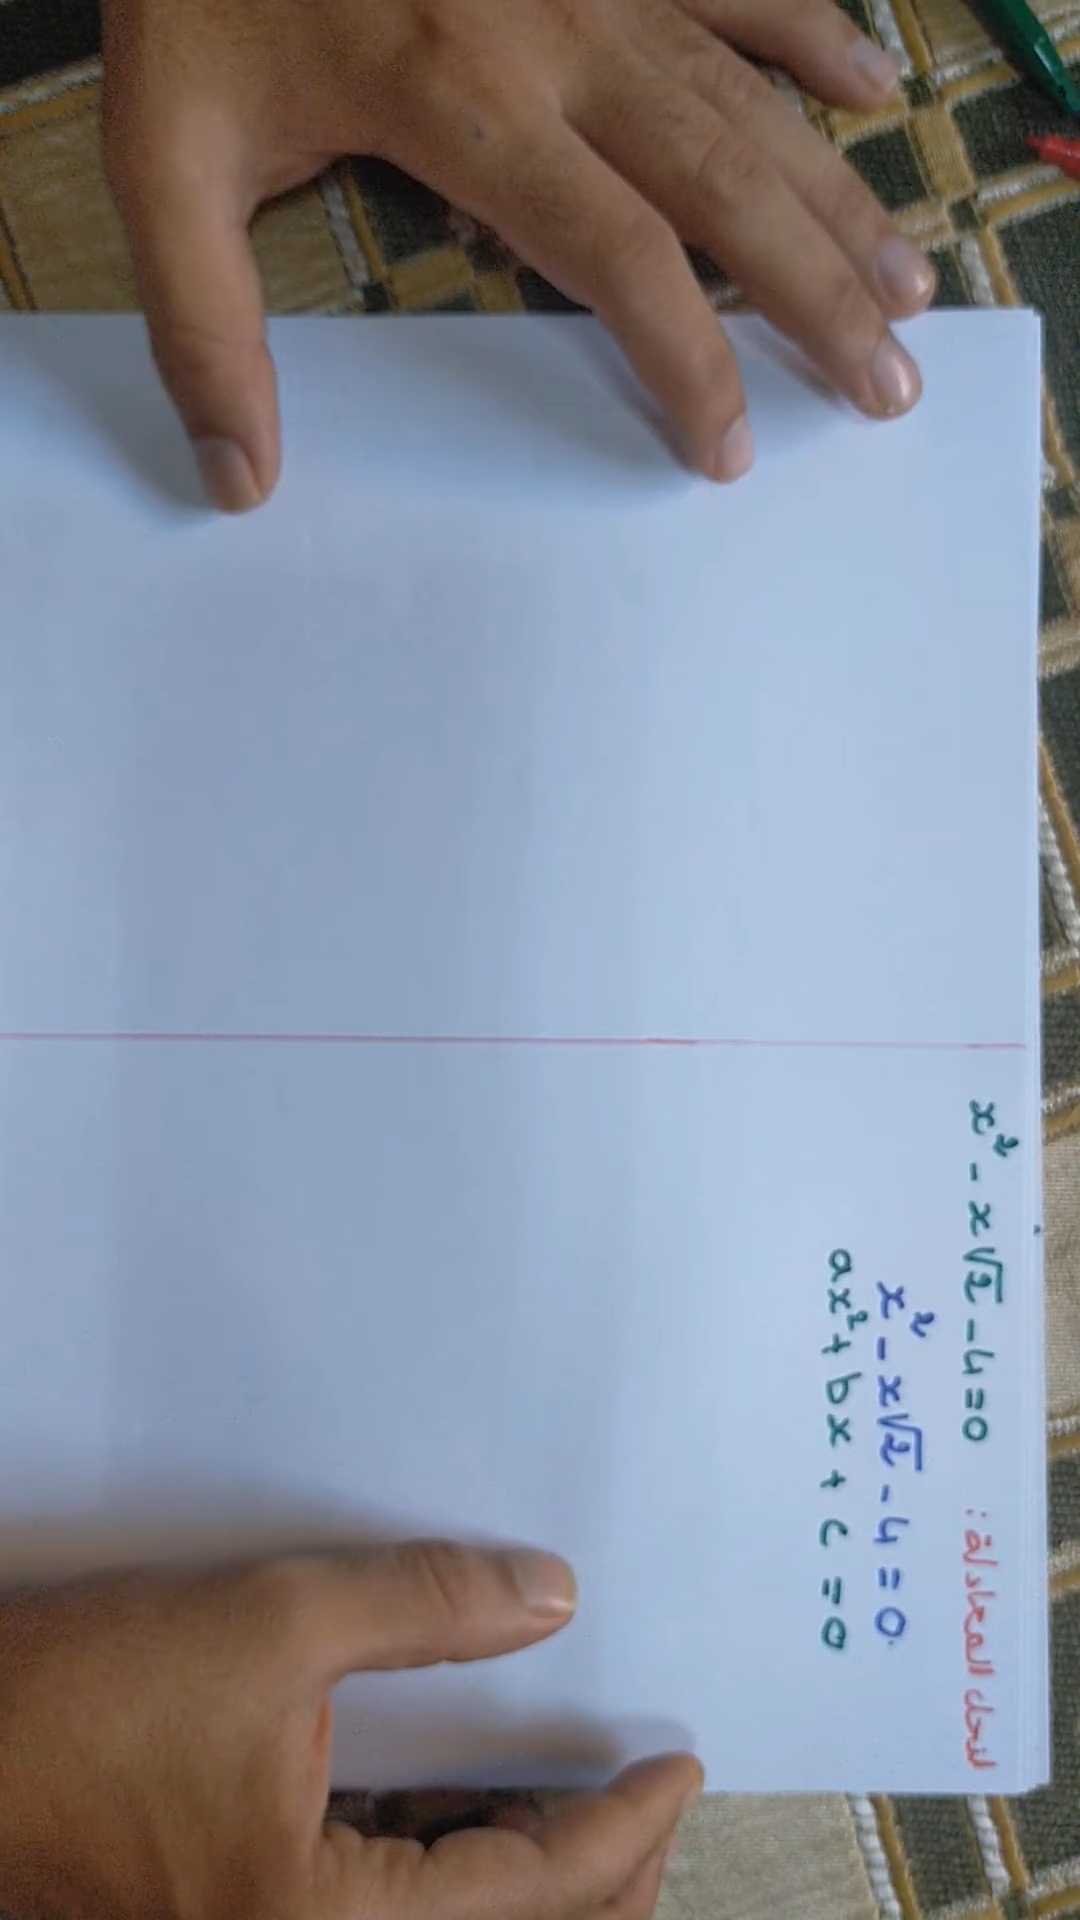 لنحل المعادلة : x² - x√2 - 4 = 0
x² - x√2 - 4 = 0.
ax² + bx + c = 0